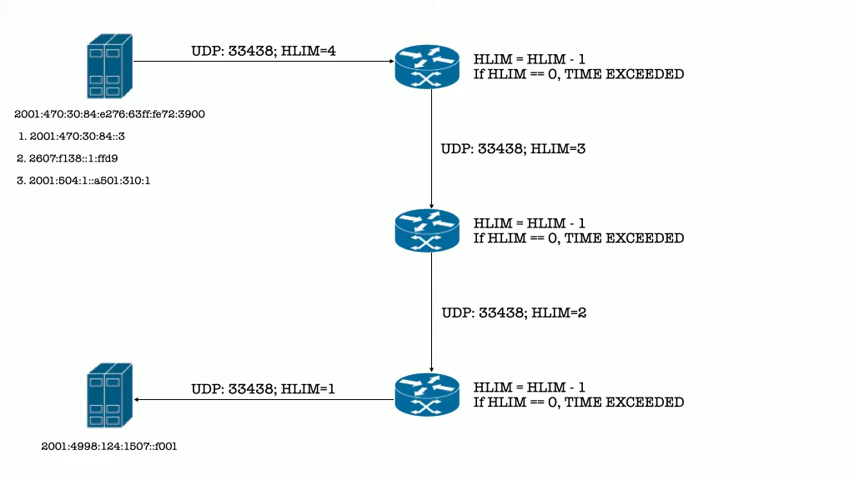 UDP: 33438; HLIM=4
HLIM = HLIM - 1
If HLIM == 0, TIME EXCEEDED
2001:470:30:84:e276:63ff:fe72:3900
1. 2001:470:30:84::3
2. 2607:f138::1:ffd9
3. 2001:504:1::a501:310:1
UDP: 33438; HLIM=3
HLIM = HLIM - 1
If HLIM == 0, TIME EXCEEDED
UDP: 33438; HLIM=2
UDP: 33438; HLIM=1
HLIM = HLIM - 1
If HLIM == 0, TIME EXCEEDED
2001:4998:124:1507::f001